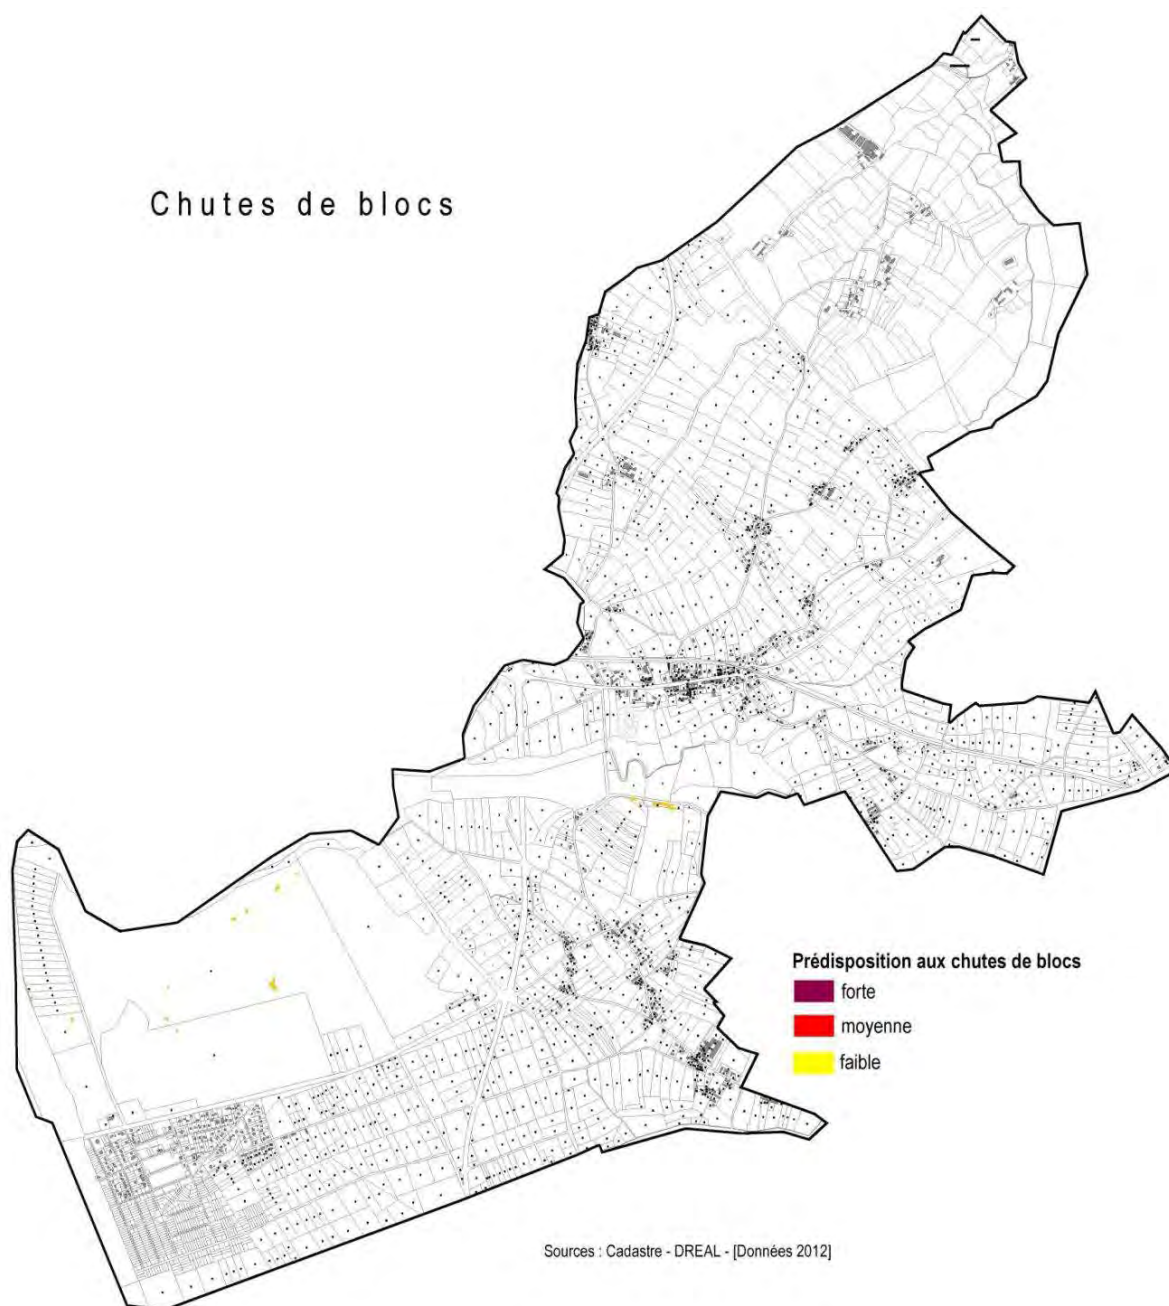 Chutes de blocs
Prédisposition aux chutes de blocs
forte
moyenne
faible
Sources : Cadastre - DREAL - [Données 2012]